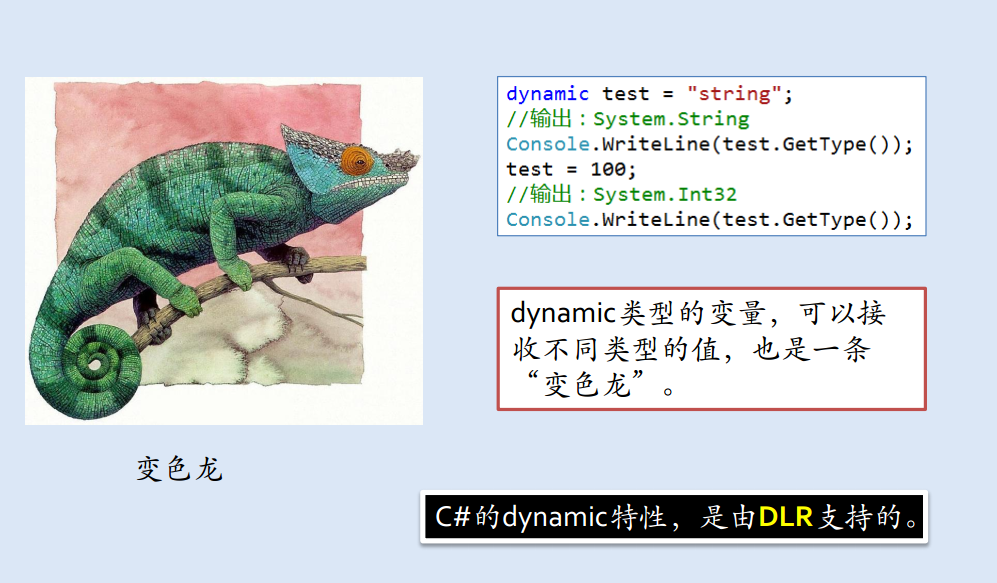 dynamic test = "string";
//输出：System.String
Console.WriteLine(test.GetType());
test = 100;
//输出：System.Int32
Console.WriteLine(test.GetType());
dynamic类型的变量，可以接
收不同类型的值，也是一条
“变色龙”。
变色龙
C#的dynamic特性，是由DLR支持的。